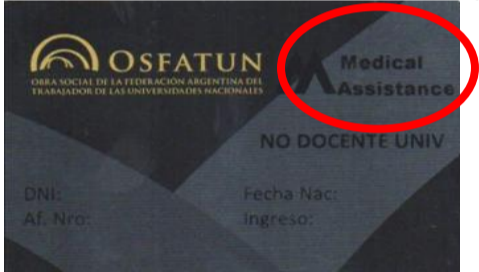 OSFATUN
OBRA SOCIAL DE LA FEDERACIÓN ARGENTINA DEL
TRABAJADOR DE LAS UNIVERSIDADES NACIONALES
Medical
Assistance
NO DOCENTE UNIV
DNI:
Fecha Nac:
Af. Nro:
Ingreso: